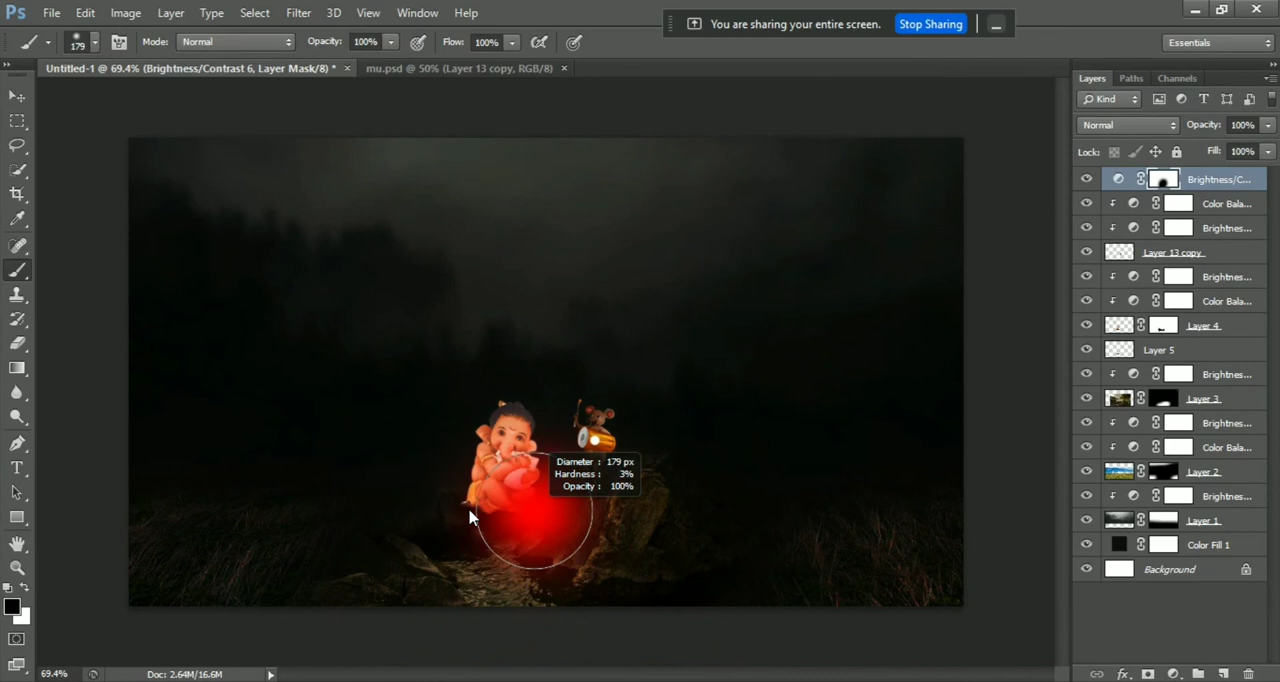 Ps File Edit Image Layer Type Select Filter 3D View Window Help
You are sharing your entire screen. Stop Sharing
179 Mode: Normal Opacity: 100% Flow: 100% Essentials
Untitled-1 @ 69.4% (Brightness/Contrast 6, Layer Mask/8) * × mu.psd @ 50% (Layer 13 copy, RGB/8) ×
Layers Paths Channels
Kind
Normal Opacity: 100%
Lock: Fill: 100%
Brightness/C...
Color Bala...
Brightnes...
Layer 13 copy
Brightnes...
Color Bala...
Layer 4
Layer 5
Brightnes...
Layer 3
Brightnes...
Color Bala...
Layer 2
Brightnes...
Layer 1
Color Fill 1
Background
Diameter : 179 px
Hardness : 3%
Opacity : 100%
69.4% Doc: 2.64M/16.6M